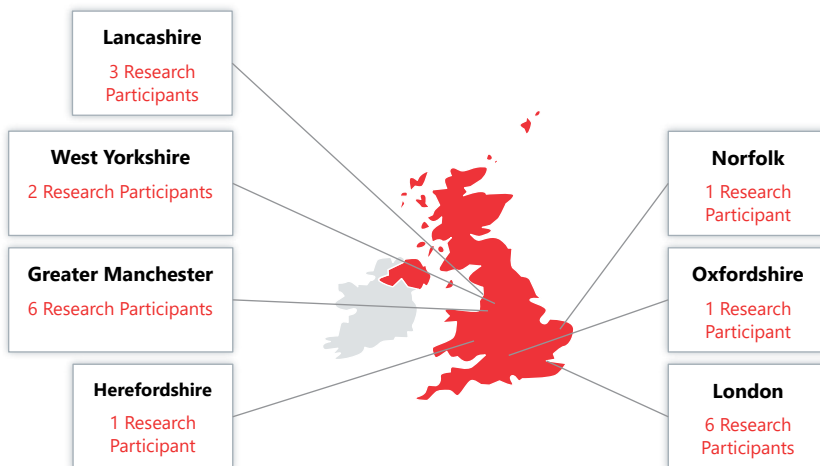 Lancashire
3 Research
Participants
West Yorkshire
2 Research Participants
Greater Manchester
6 Research Participants
Herefordshire
1 Research
Participant
Norfolk
1 Research
Participant
Oxfordshire
1 Research
Participant
London
6 Research
Participants